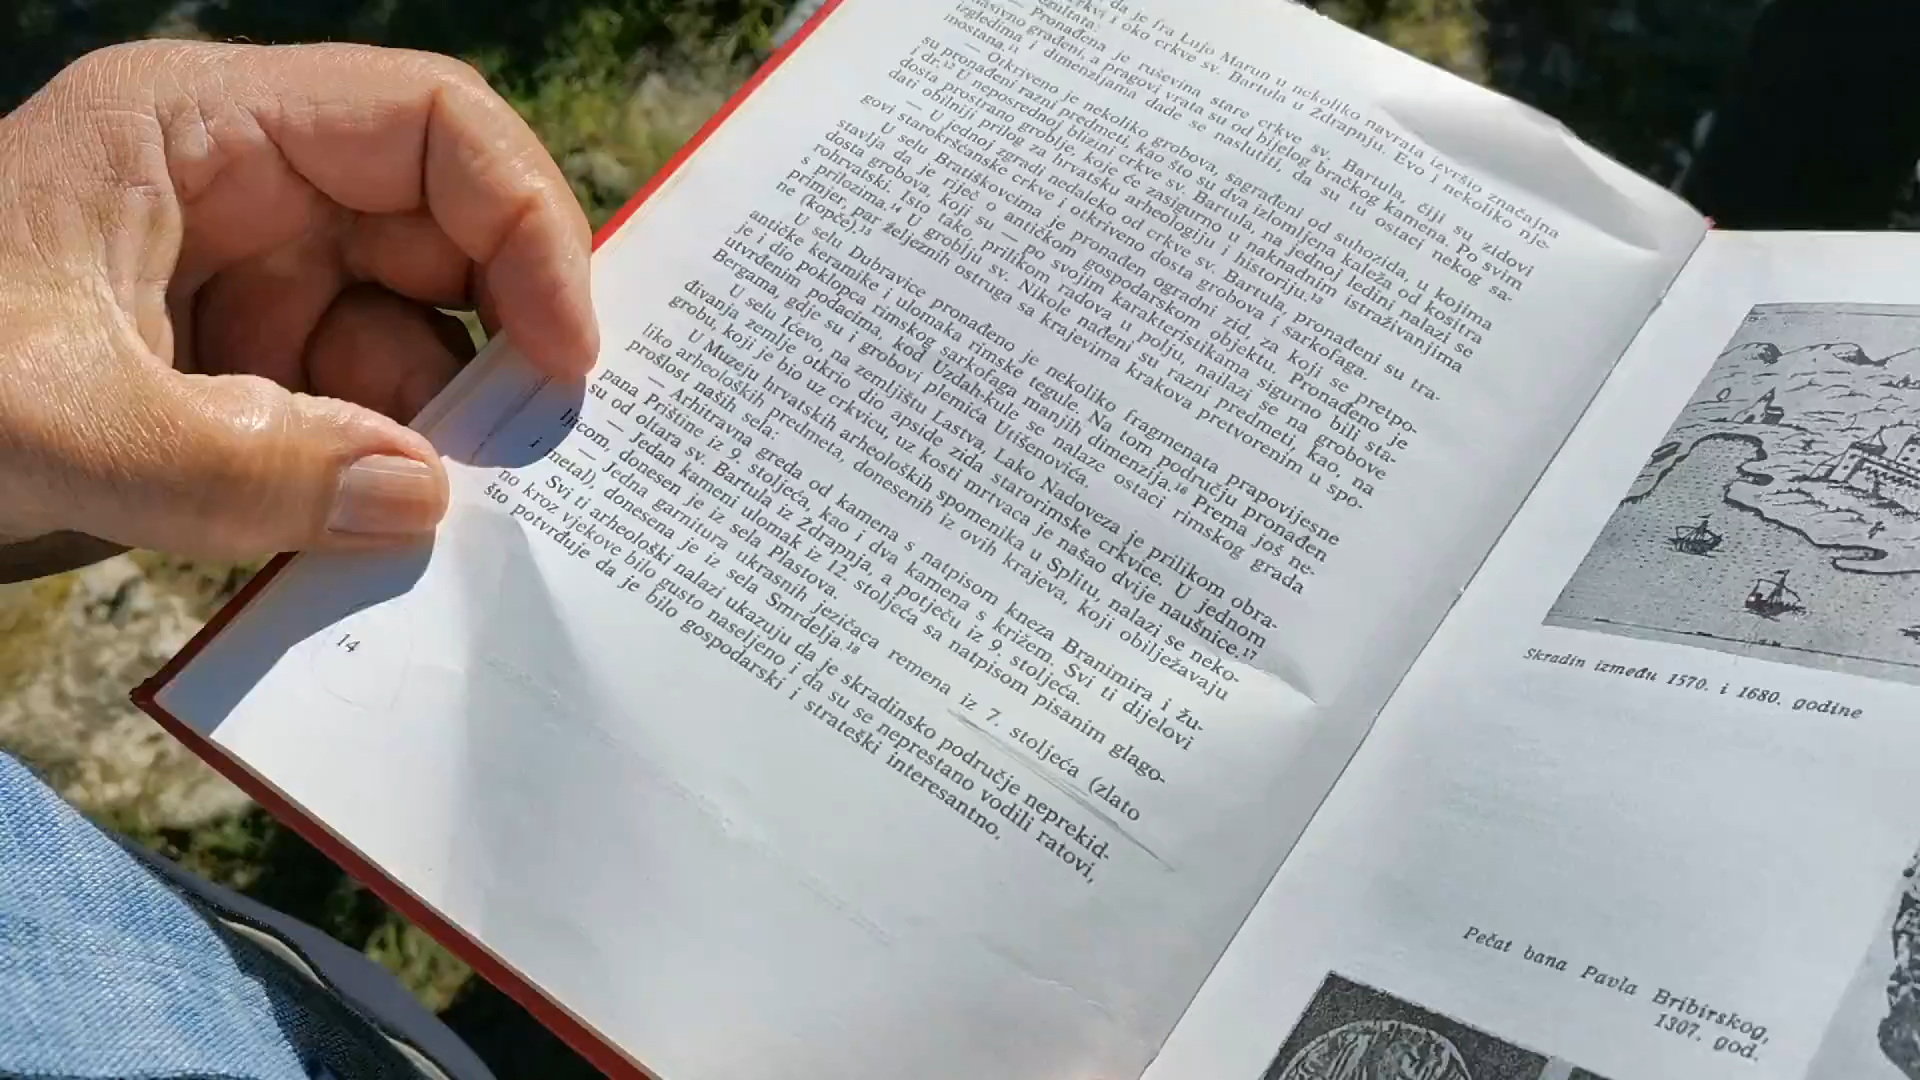 da je fra Lujo Marun u nekoliko navrata izvršio značajna
crkvi i oko crkve sv. Bartula u Ždrapnju. Evo i nekoliko nje-
zultata:
— Pronađena je ruševina stare crkve sv. Bartula, čiji su zidovi
masivno građeni, a pragovi vrata su od bijelog bračkog kamena. Po svim
izgledima i dimenzijama dade se naslutiti, da su tu ostaci nekog sa-
mostana.¹¹
— Otkriveno je nekoliko grobova, sagrađeni od suhozida, u kojima
su pronađeni razni predmeti, kao što su dva izlomljena kaleža od kositra
i dr.¹² U neposrednoj blizini crkve sv. Bartula, na jednoj ledini nalazi se
dosta prostrano groblje, koje će zasigurno u naknadnim istraživanjima
dati obilniji prilog za hrvatsku arheologiju i historiju.¹³
— U jednoj zgradi nedaleko od crkve sv. Bartula, pronađeni su tra-
govi starokršćanske crkve i otkriveno dosta grobova i sarkofaga.
U selu Bratiškovcima je pronađen ogradni zid, za koji se pretpo-
stavlja da je riječ o antičkom gospodarskom objektu. Pronađeno je
dosta grobova, koji su — po svojim karakteristikama sigurno bili sta-
rohrvatski. Isto tako, prilikom radova u polju, nailazi se na grobove
s prilozima.¹⁴ U groblju sv. Nikole nađeni su razni predmeti, kao, na
primjer, par željeznih ostruga sa krajevima krakova pretvorenim u spo-
ne (kopče).¹⁵
U selu Dubravice pronađeno je nekoliko fragmenata prapovijesne
antičke keramike i ulomaka rimske tegule. Na tom području pronađen
je i dio poklopca rimskog sarkofaga manjih dimenzija.¹⁶ Prema još ne-
utvrđenim podacima, kod Uzdah-kule se nalaze ostaci rimskog grada
Bergama, gdje su i grobovi plemića Utišenovića.
U selu Ićevo, na zemljištu Lastva, Lako Nadoveza je prilikom obra-
đivanja zemlje otkrio dio apside zida starorimske crkvice. U jednom
grobu, koji je bio uz crkvicu, uz kosti mrtvaca je našao dvije naušnice.¹⁷
U Muzeju hrvatskih arheoloških spomenika u Splitu, nalazi se neko-
liko arheoloških predmeta, donesenih iz ovih krajeva, koji obilježavaju
prošlost naših sela:
— Arhitravna greda od kamena s natpisom kneza Branimira i žu-
pana Prištine iz 9. stoljeća, kao i dva kamena s križem. Svi ti dijelovi
su od oltara sv. Bartula iz Ždrapnja, a potječu iz 9. stoljeća.
— Jedan kameni ulomak iz 12. stoljeća sa natpisom pisanim glago-
ljicom, donesen je iz sela Plastova.
— Jedna garnitura ukrasnih jezičaca remena iz 7. stoljeća (zlato
metal), donesena je iz sela Smrdelja.¹⁸
Svi ti arheološki nalazi ukazuju da je skradinsko područje neprekid-
no kroz vjekove bilo gusto naseljeno i da su se neprestano vodili ratovi,
što potvrđuje da je bilo gospodarski i strateški interesantno.
14
Skradin između 1570. i 1680. godine
Pečat bana Pavla Bribirskog,
1307. god.